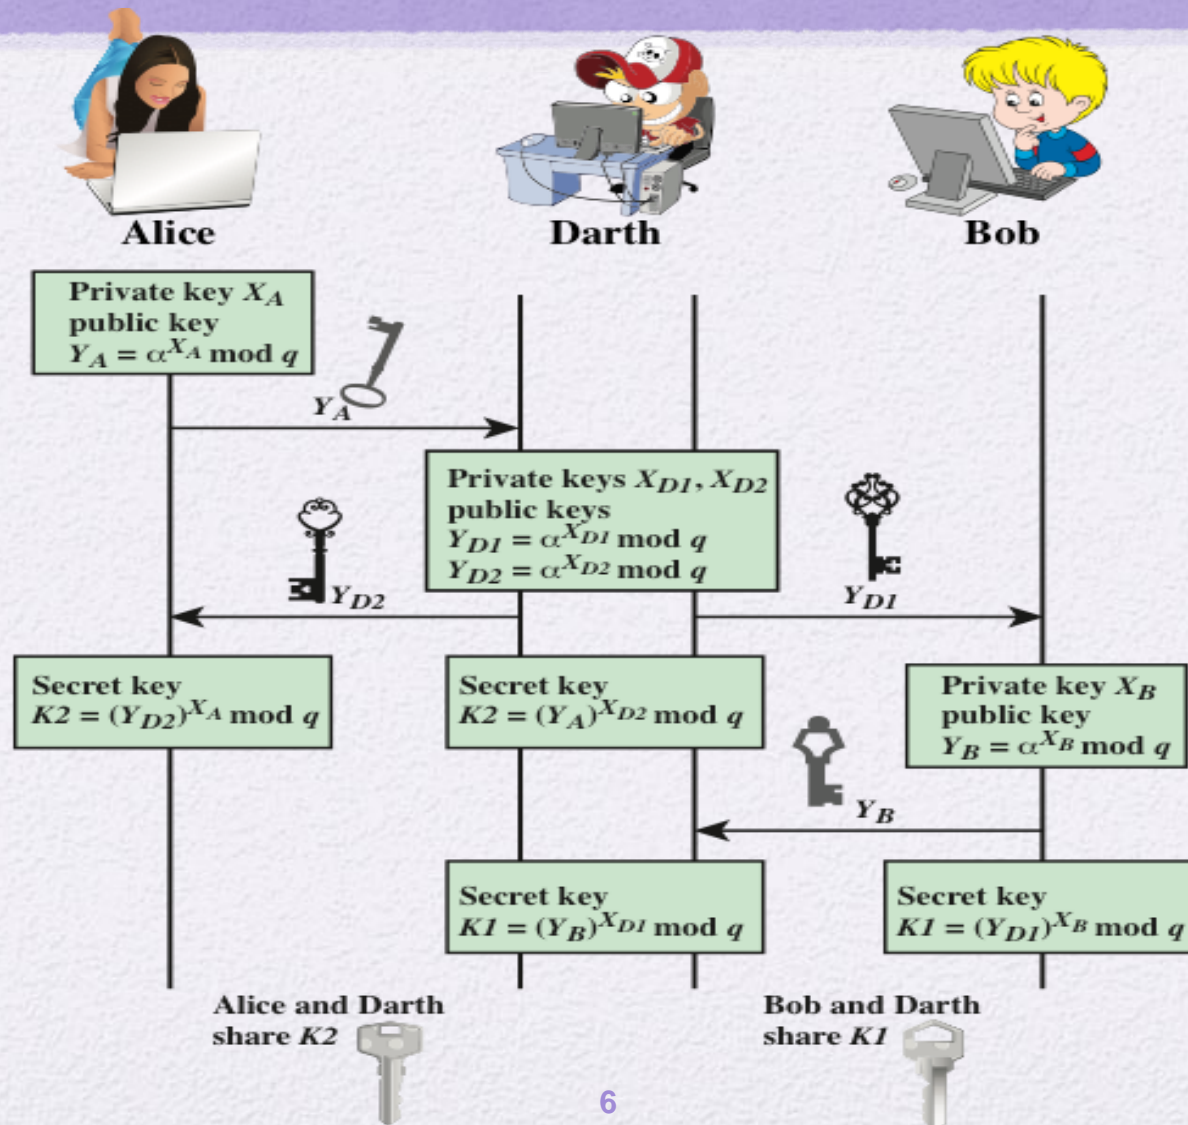 Alice
Darth
Bob
Private key X_A
public key
Y_A = α^X_A mod q
Y_A
Private keys X_D1, X_D2
public keys
Y_D1 = α^X_D1 mod q
Y_D2 = α^X_D2 mod q
Y_D2
Y_D1
Secret key
K2 = (Y_D2)^X_A mod q
Secret key
K2 = (Y_A)^X_D2 mod q
Private key X_B
public key
Y_B = α^X_B mod q
Y_B
Secret key
K1 = (Y_B)^X_D1 mod q
Secret key
K1 = (Y_D1)^X_B mod q
Alice and Darth
share K2
Bob and Darth
share K1
6